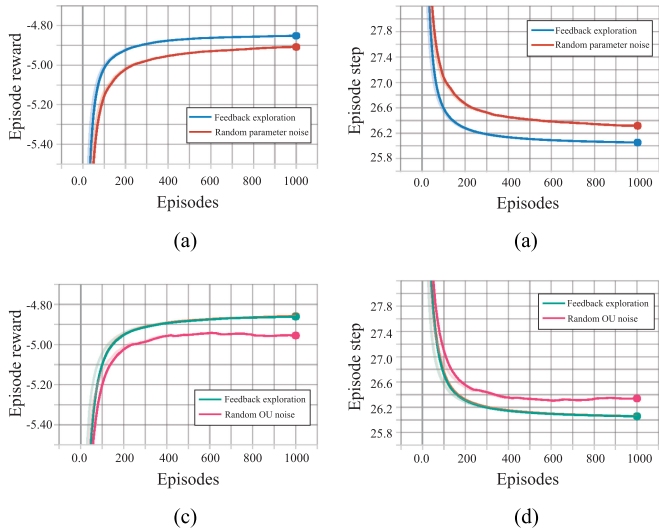 Episode reward
-4.80
-5.00
-5.20
-5.40
Feedback exploration
Random parameter noise
0.0 200 400 600 800 1000
Episodes
(a)
Episode step
27.8
27.4
27.0
26.6
26.2
25.8
Feedback exploration
Random parameter noise
0.0 200 400 600 800 1000
Episodes
(a)
Episode reward
-4.80
-5.00
-5.20
-5.40
Feedback exploration
Random OU noise
0.0 200 400 600 800 1000
Episodes
(c)
Episode step
27.8
27.4
27.0
26.6
26.2
25.8
Feedback exploration
Random OU noise
0.0 200 400 600 800 1000
Episodes
(d)